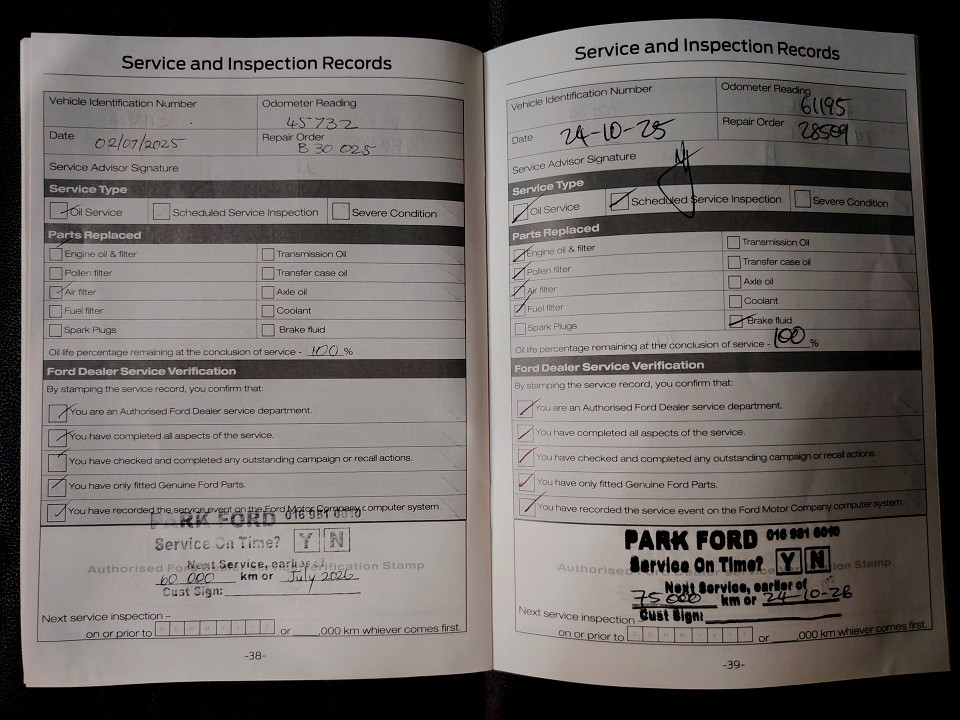 Service and Inspection Records
Vehicle Identification Number
Odometer Reading
45732
Date 02/07/2025
Repair Order
B 30 025
Service Advisor Signature
Service Type
Oil Service Scheduled Service Inspection Severe Condition
Parts Replaced
Engine oil & filter Transmission Oil
Pollen filter Transfer case oil
Air filter Axle oil
Fuel filter Coolant
Spark Plugs Brake fluid
Oil life percentage remaining at the conclusion of service - 100 %
Ford Dealer Service Verification
By stamping the service record, you confirm that:
You are an Authorised Ford Dealer service department.
You have completed all aspects of the service.
You have checked and completed any outstanding campaign or recall actions.
You have only fitted Genuine Ford Parts.
You have recorded the service event on the Ford Motor Company computer system.
PARK FORD 016 981 6010
Service On Time? Y N
Next Service, earlier of
60 000 km or July 2026
Cust Sign:
Next service inspection –
on or prior to or ,000 km whiever comes first.
-38-
Service and Inspection Records
Vehicle Identification Number
Odometer Reading
61195
Date 24-10-25
Repair Order 28559
Service Advisor Signature
Service Type
Oil Service Scheduled Service Inspection Severe Condition
Parts Replaced
Engine oil & filter Transmission Oil
Pollen filter Transfer case oil
Air filter Axle oil
Fuel filter Coolant
Spark Plugs Brake fluid
Oil life percentage remaining at the conclusion of service - 100 %
Ford Dealer Service Verification
By stamping the service record, you confirm that:
You are an Authorised Ford Dealer service department.
You have completed all aspects of the service.
You have checked and completed any outstanding campaign or recall actions.
You have only fitted Genuine Ford Parts.
You have recorded the service event on the Ford Motor Company computer system.
PARK FORD 016 981 6010
Service On Time? Y N
Next Service, earlier of
75000 km or 24-10-26
Cust Sign:
Next service inspection
on or prior to or ,000 km whiever comes first.
-39-